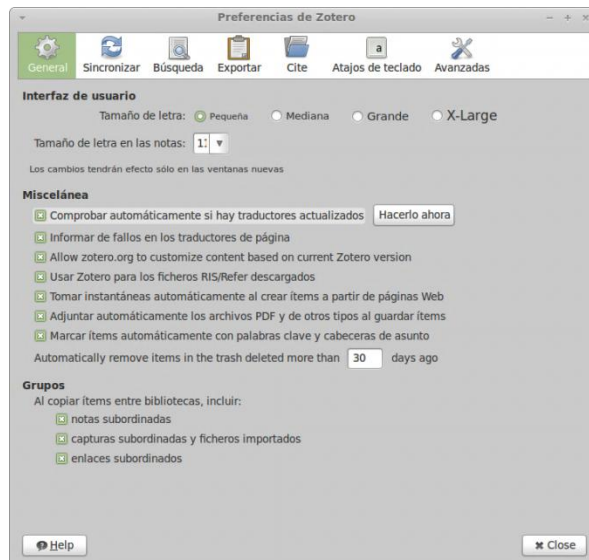 Preferencias de Zotero
General Sincronizar Búsqueda Exportar Cite Atajos de teclado Avanzadas
Interfaz de usuario
Tamaño de letra: Pequeña Mediana Grande X-Large
Tamaño de letra en las notas:
Los cambios tendrán efecto sólo en las ventanas nuevas
Miscelánea
Comprobar automáticamente si hay traductores actualizados Hacerlo ahora
Informar de fallos en los traductores de página
Allow zotero.org to customize content based on current Zotero version
Usar Zotero para los ficheros RIS/Refer descargados
Tomar instantáneas automáticamente al crear ítems a partir de páginas Web
Adjuntar automáticamente los archivos PDF y de otros tipos al guardar ítems
Marcar ítems automáticamente con palabras clave y cabeceras de asunto
Automatically remove items in the trash deleted more than 30 days ago
Grupos
Al copiar ítems entre bibliotecas, incluir:
notas subordinadas
capturas subordinadas y ficheros importados
enlaces subordinados
Help Close